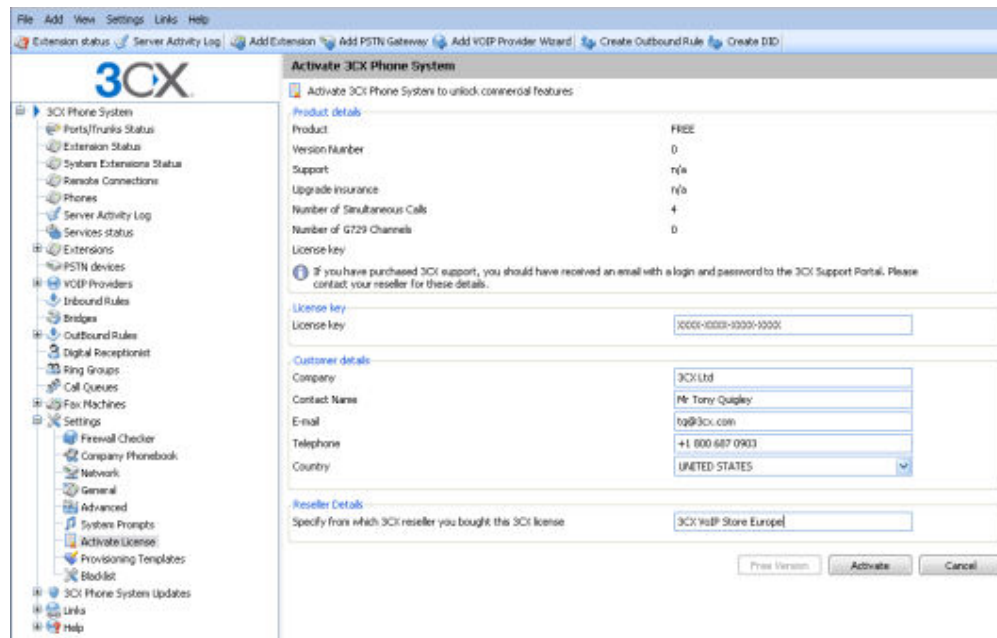 File Add View Settings Links Help
Extension status Server Activity Log Add Extension Add PSTN Gateway Add VOIP Provider Wizard Create Outbound Rule Create DID
3CX
3CX Phone System
Ports/Trunks Status
Extension Status
System Extensions Status
Remote Connections
Phones
Server Activity Log
Services status
Extensions
PSTN devices
VOIP Providers
Inbound Rules
Bridges
OutBound Rules
Digital Receptionist
Ring Groups
Call Queues
Fax Machines
Settings
Firewall Checker
Company Phonebook
Network
General
Advanced
System Prompts
Activate License
Provisioning Templates
Blacklist
3CX Phone System Updates
Links
Help
Activate 3CX Phone System
Activate 3CX Phone System to unlock commercial features
Product details
Product FREE
Version Number 0
Support n/a
Upgrade insurance n/a
Number of Simultaneous Calls 4
Number of G729 Channels 0
License key
If you have purchased 3CX support, you should have received an email with a login and password to the 3CX Support Portal. Please
contact your reseller for these details.
License key
License key XXXX-XXXX-XXXX-XXXX
Customer details
Company 3CX Ltd
Contact Name Mr Tony Quigley
E-mail tq@3cx.com
Telephone +1 800 687 0903
Country UNITED STATES
Reseller Details
Specify from which 3CX reseller you bought this 3CX license 3CX VoIP Store Europe
Free Version Activate Cancel